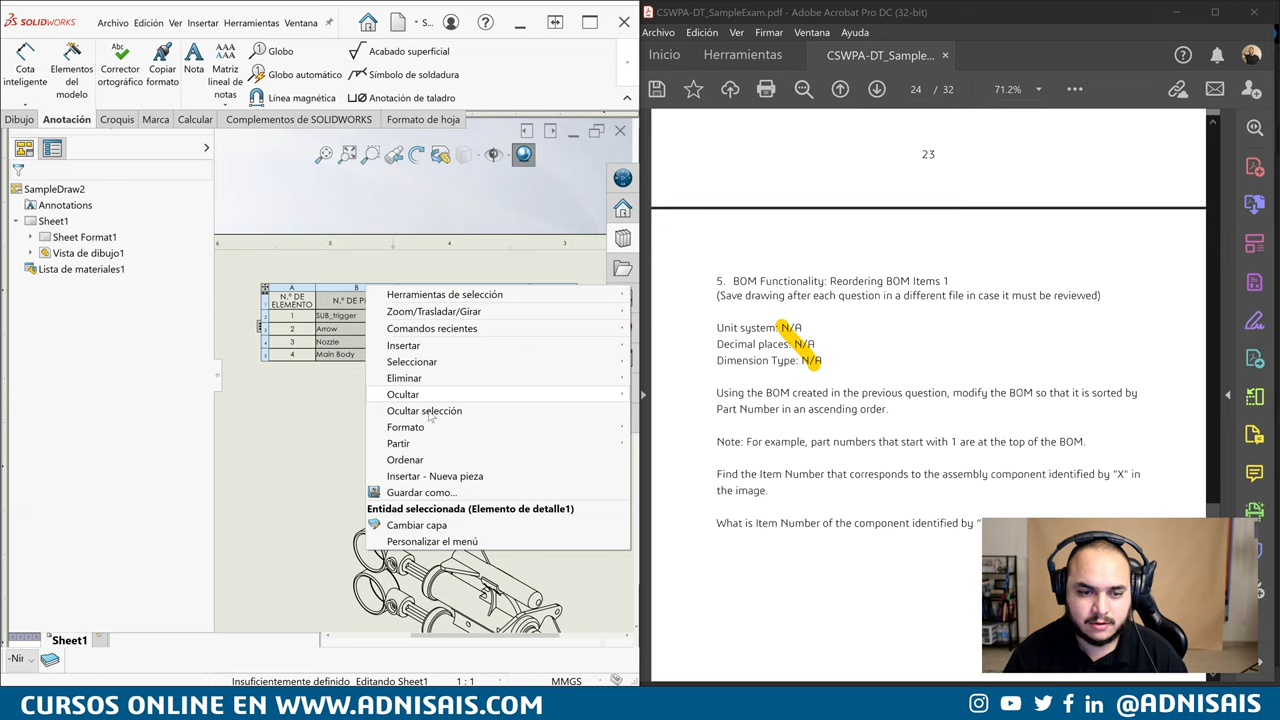 SOLIDWORKS
Archivo Edición Ver Insertar Herramientas Ventana
S...
Cota inteligente
Elementos del modelo
Corrector ortográfico
Copiar formato
Nota
Matriz lineal de notas
Globo
Globo automático
Línea magnética
Acabado superficial
Símbolo de soldadura
Anotación de taladro
Dibujo Anotación Croquis Marca Calcular Complementos de SOLIDWORKS Formato de hoja
SampleDraw2
Annotations
Sheet1
Sheet Format1
Vista de dibujo1
Lista de materiales1
6 5 4 3
A B
N.º DE ELEMENTO N.º DE PI
1 SUB_trigger
2 Arrow
3 Nozzle
4 Main Body
Herramientas de selección
Zoom/Trasladar/Girar
Comandos recientes
Insertar
Seleccionar
Eliminar
Ocultar
Ocultar selección
Formato
Partir
Ordenar
Insertar - Nueva pieza
Guardar como...
Entidad seleccionada (Elemento de detalle1)
Cambiar capa
Personalizar el menú
Sheet1
-Nir
Insuficientemente definido Editando Sheet1 1 : 1 MMGS
CSWPA-DT_SampleExam.pdf - Adobe Acrobat Pro DC (32-bit)
Archivo Edición Ver Firmar Ventana Ayuda
Inicio Herramientas CSWPA-DT_Sample... ×
24 / 32 71.2%
23
5. BOM Functionality: Reordering BOM Items 1
(Save drawing after each question in a different file in case it must be reviewed)
Unit system: N/A
Decimal places: N/A
Dimension Type: N/A
Using the BOM created in the previous question, modify the BOM so that it is sorted by
Part Number in an ascending order.
Note: For example, part numbers that start with 1 are at the top of the BOM.
Find the Item Number that corresponds to the assembly component identified by "X" in
the image.
What is Item Number of the component identified by "
CURSOS ONLINE EN WWW.ADNISAIS.COM
@ADNISAIS